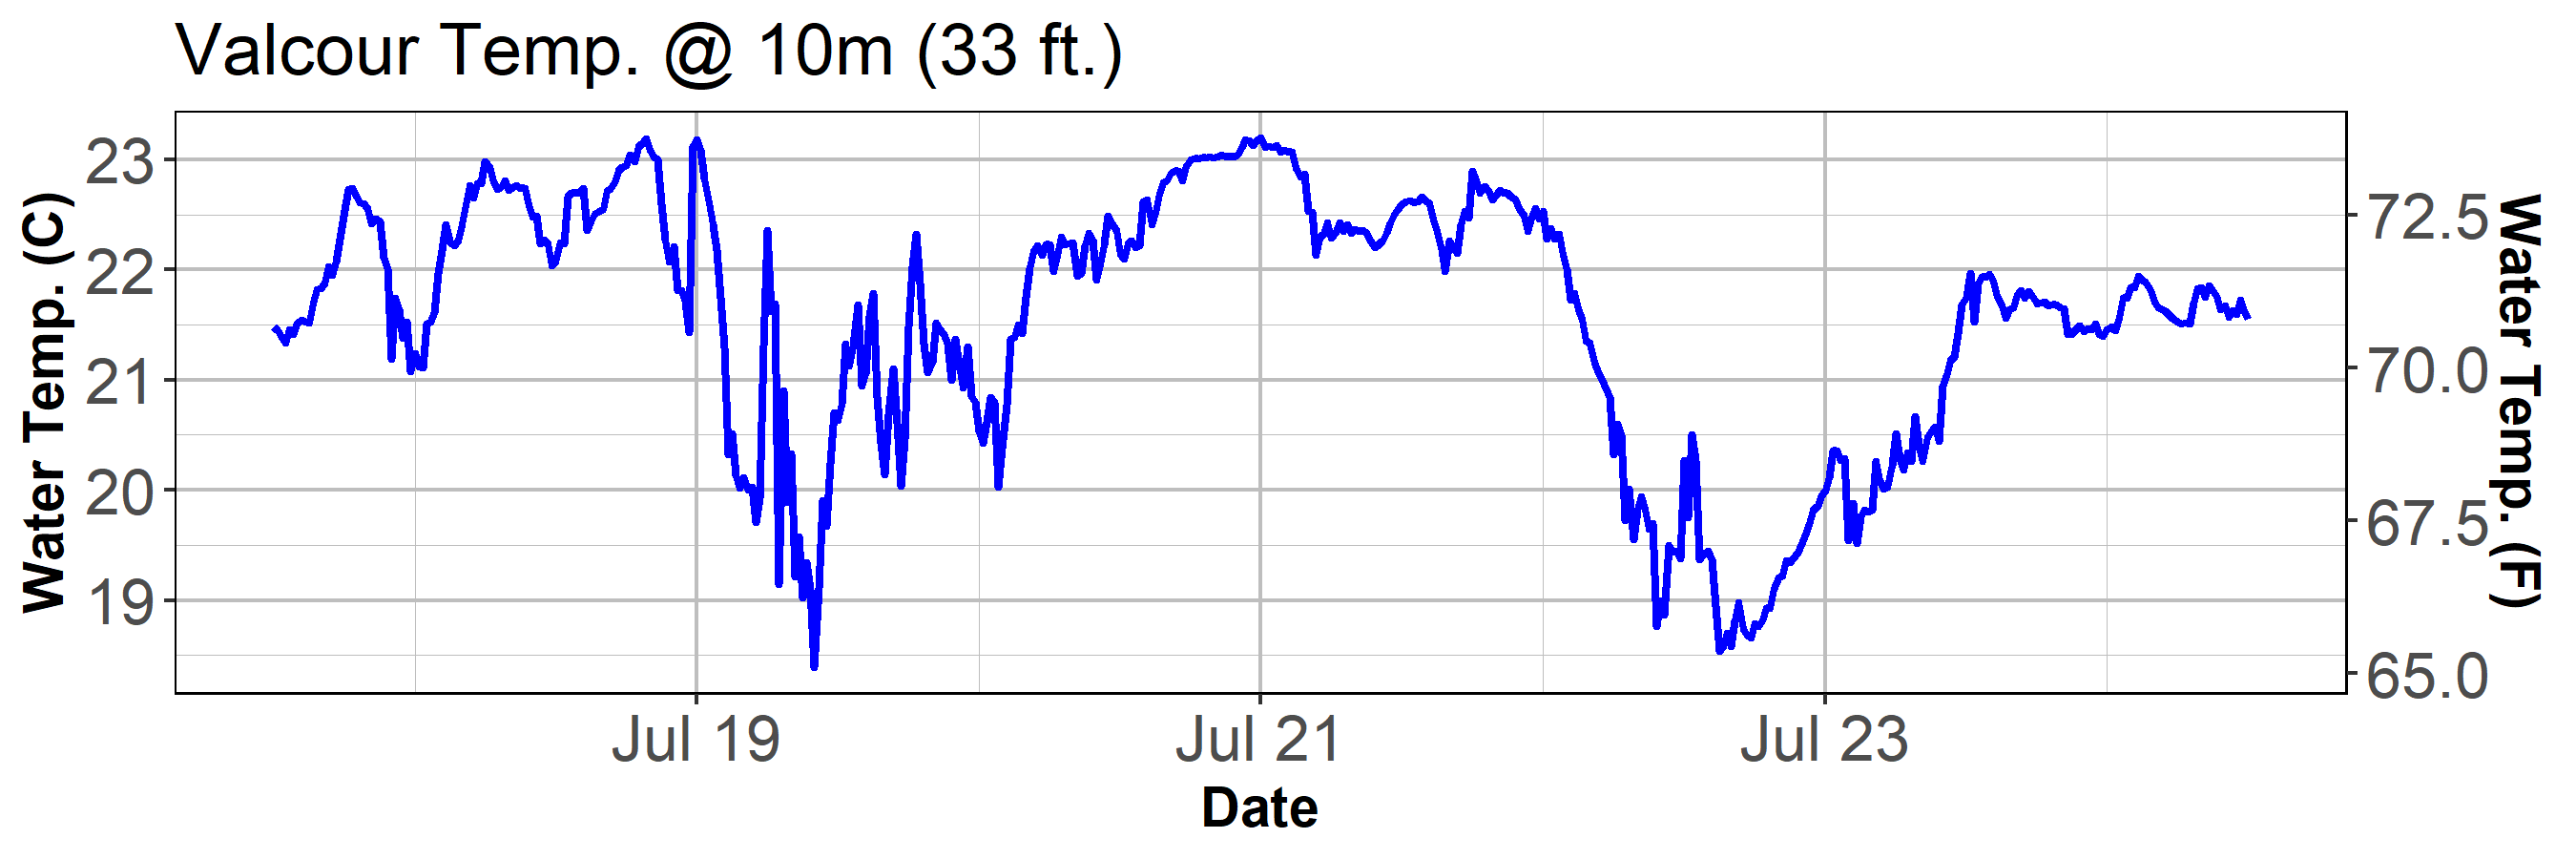 Valcour Temp. @ 10m (33 ft.)
Water Temp. (C)
23
22
21
20
19
72.5
70.0
67.5
65.0
Water Temp. (F)
Jul 19
Jul 21
Jul 23
Date